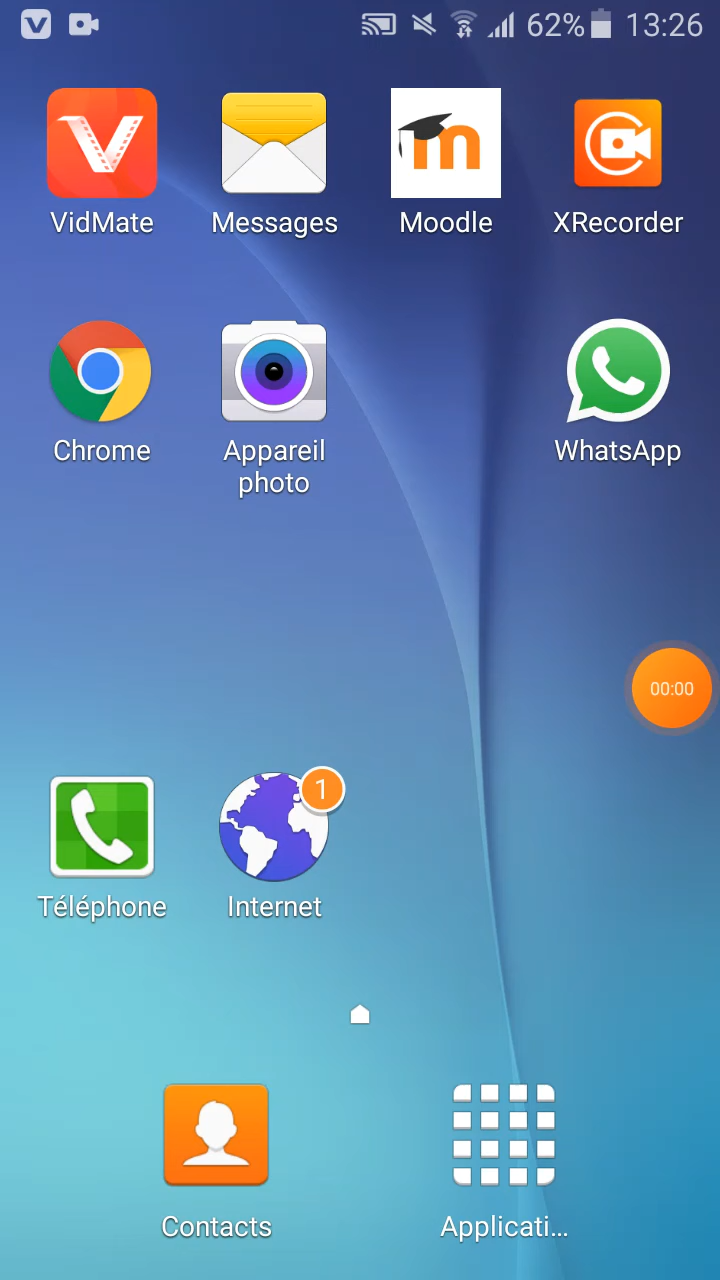 62% 13:26
VidMate Messages Moodle XRecorder
Chrome Appareil photo WhatsApp
00:00
1
Téléphone Internet
Contacts Applicati...